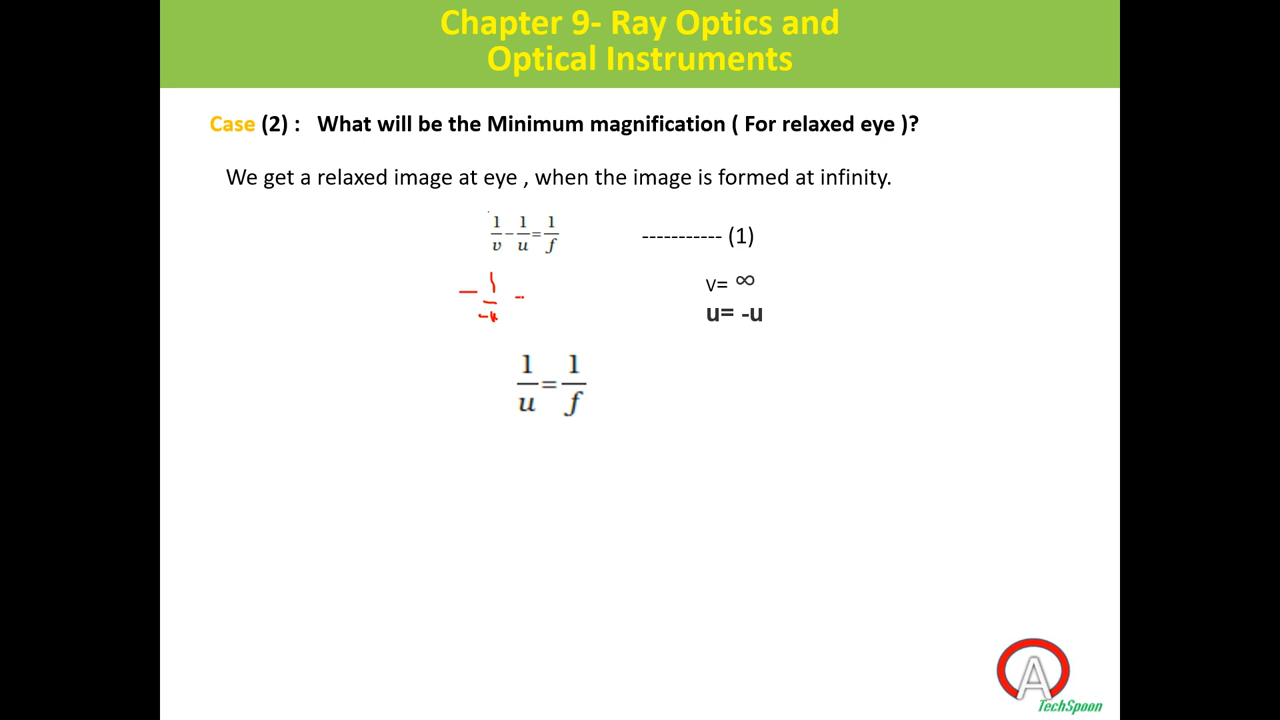 Chapter 9- Ray Optics and
Optical Instruments
Case (2) : What will be the Minimum magnification ( For relaxed eye )?
We get a relaxed image at eye , when the image is formed at infinity.
1/v - 1/u = 1/f ----------- (1)
v= ∞
- 1/-u =
u= -u
1/u = 1/f
A
TechSpoon